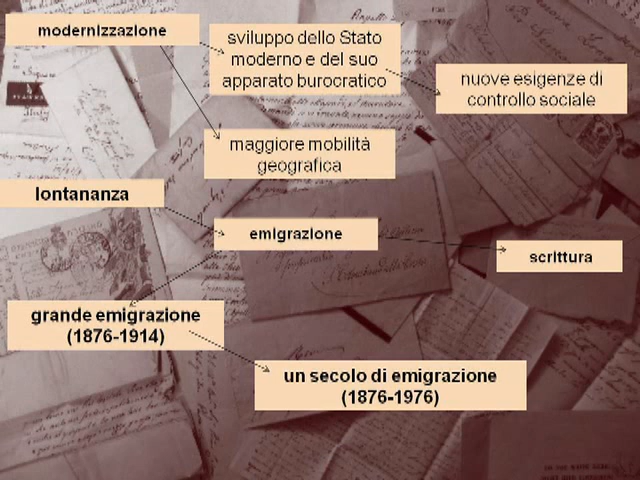 modernizzazione
sviluppo dello Stato
moderno e del suo
apparato burocratico
nuove esigenze di
controllo sociale
maggiore mobilità
geografica
lontananza
emigrazione
scrittura
grande emigrazione
(1876-1914)
un secolo di emigrazione
(1876-1976)